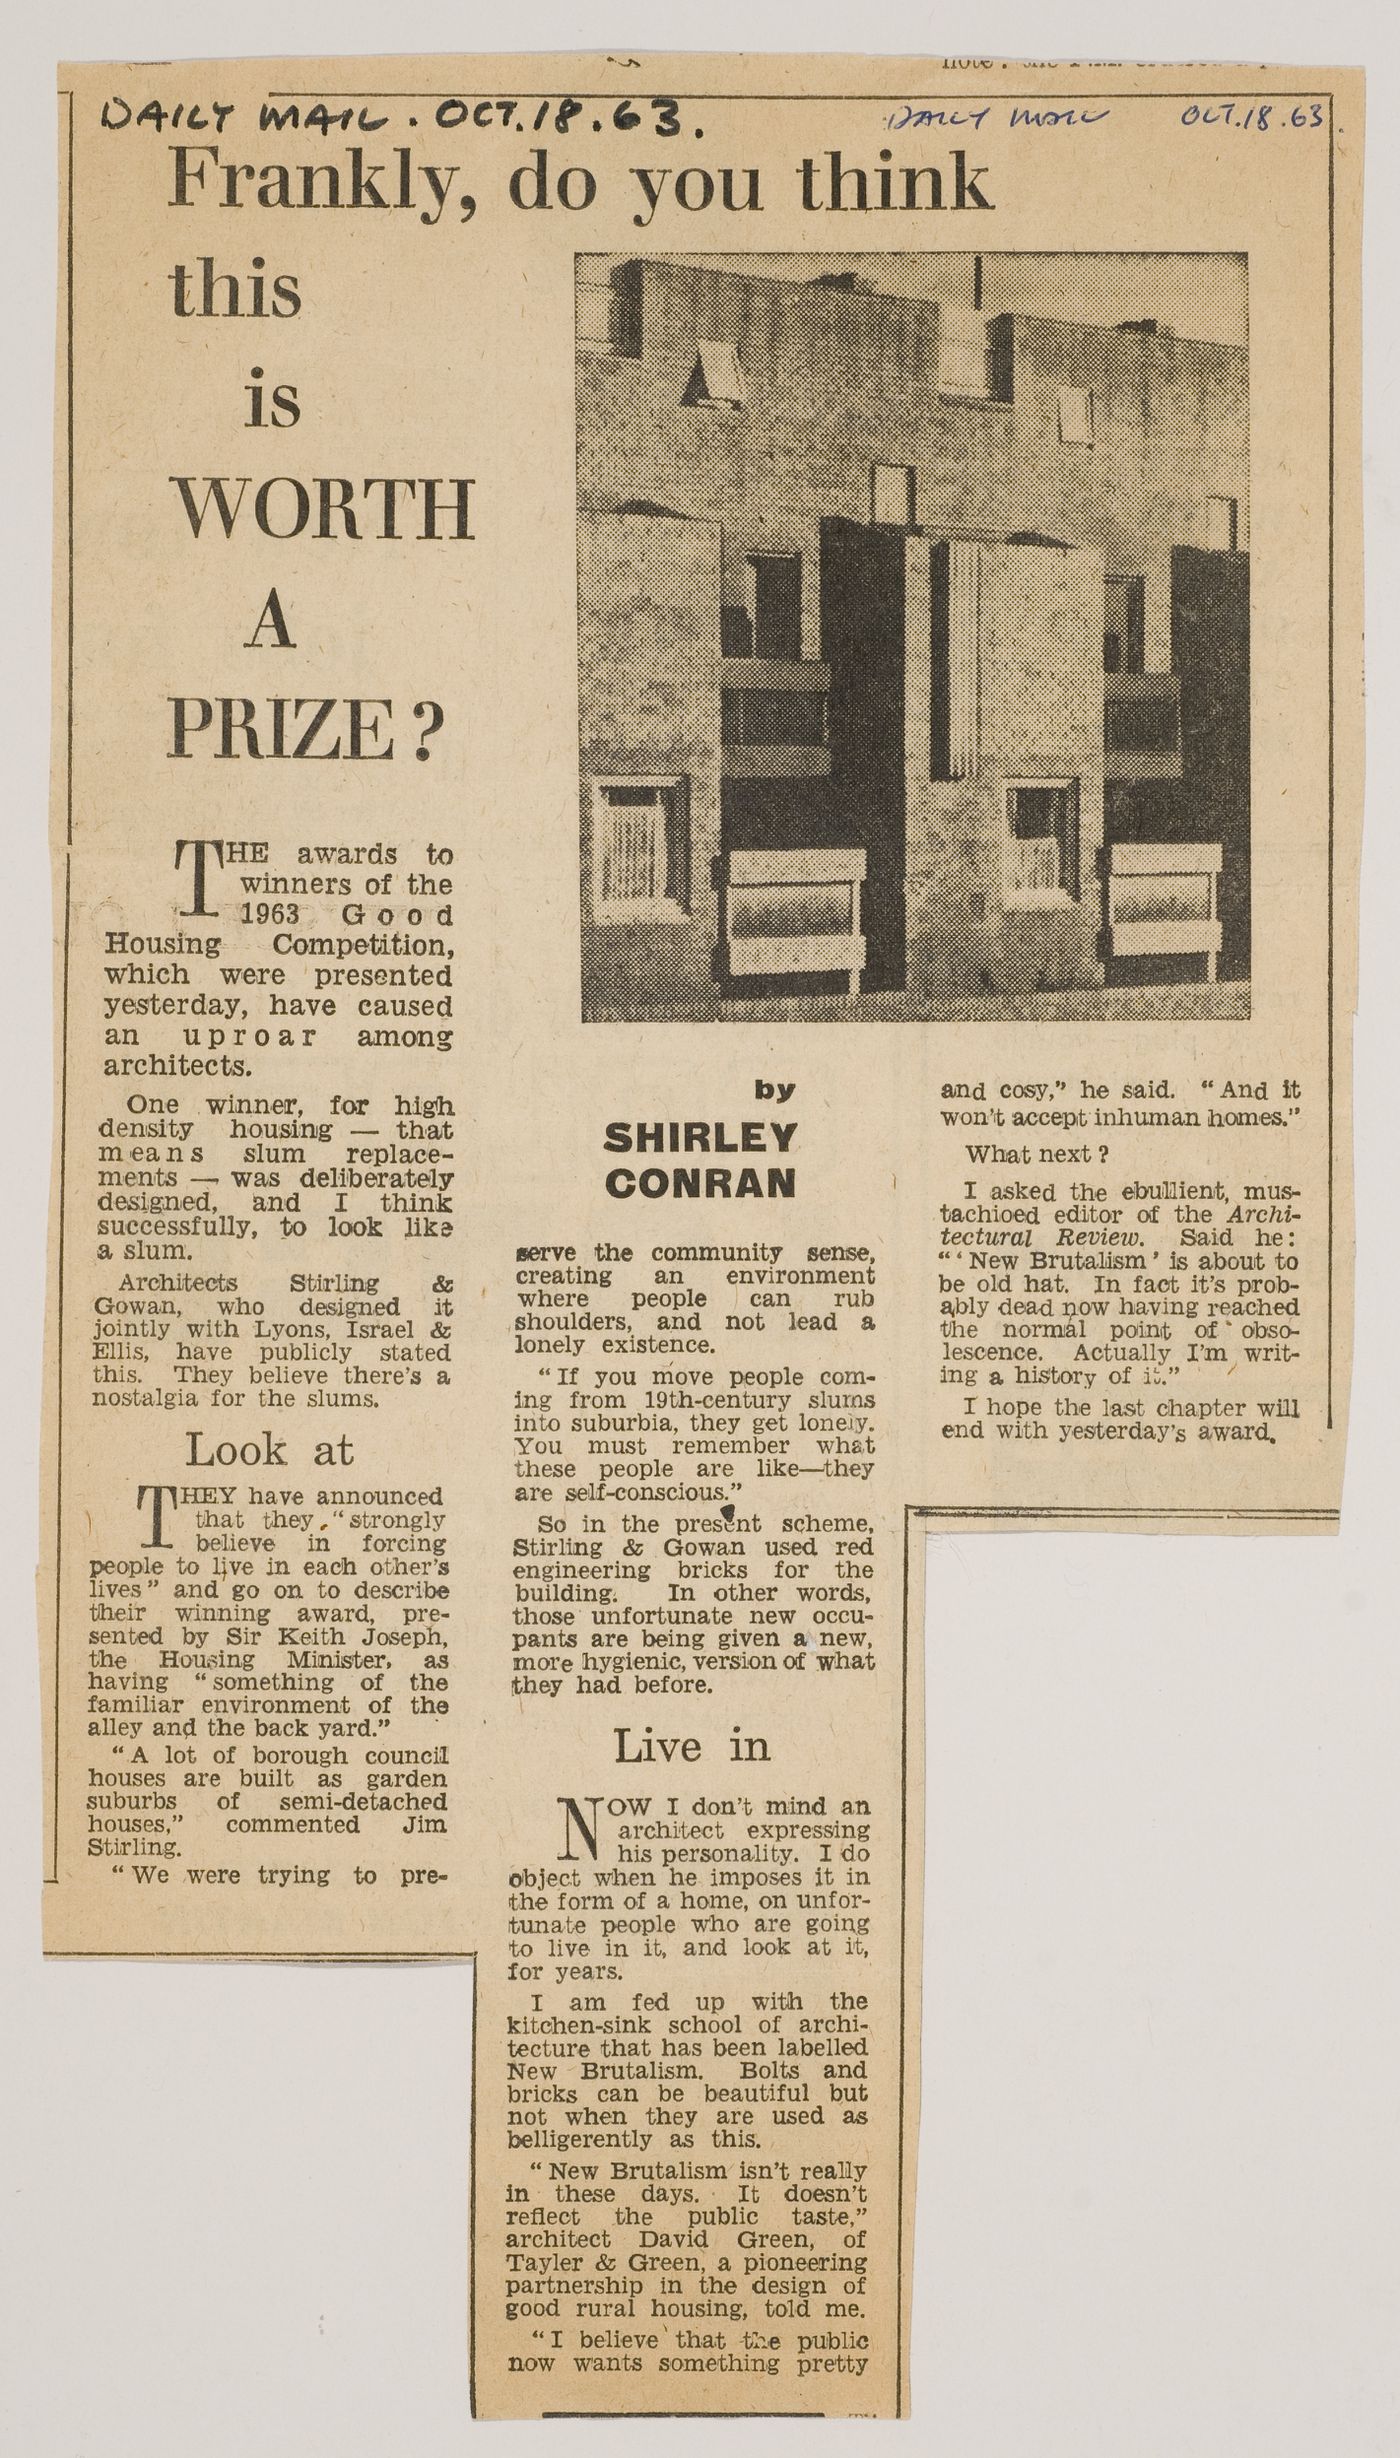 DAILY MAIL. OCT.18.63.
DAILY MAIL OCT.18.63.
Frankly, do you think
this
is
WORTH
A
PRIZE?
THE awards to
winners of the
1963 Good
Housing Competition,
which were presented
yesterday, have caused
an uproar among
architects.
One winner, for high
density housing — that
means slum replace-
ments — was deliberately
designed, and I think
successfully, to look like
a slum.
Architects Stirling &
Gowan, who designed it
jointly with Lyons, Israel &
Ellis, have publicly stated
this. They believe there's a
nostalgia for the slums.
Look at
THEY have announced
that they "strongly
believe in forcing
people to live in each other's
lives" and go on to describe
their winning award, pre-
sented by Sir Keith Joseph,
the Housing Minister, as
having "something of the
familiar environment of the
alley and the back yard."
"A lot of borough council
houses are built as garden
suburbs of semi-detached
houses," commented Jim
Stirling.
"We were trying to pre-
by
SHIRLEY
CONRAN
serve the community sense,
creating an environment
where people can rub
shoulders, and not lead a
lonely existence.
"If you move people com-
ing from 19th-century slums
into suburbia, they get lonely.
You must remember what
these people are like—they
are self-conscious."
So in the present scheme,
Stirling & Gowan used red
engineering bricks for the
building. In other words,
those unfortunate new occu-
pants are being given a new,
more hygienic, version of what
they had before.
Live in
NOW I don't mind an
architect expressing
his personality. I do
object when he imposes it in
the form of a home, on unfor-
tunate people who are going
to live in it, and look at it,
for years.
I am fed up with the
kitchen-sink school of archi-
tecture that has been labelled
New Brutalism. Bolts and
bricks can be beautiful but
not when they are used as
belligerently as this.
"New Brutalism isn't really
in these days. It doesn't
reflect the public taste,"
architect David Green, of
Tayler & Green, a pioneering
partnership in the design of
good rural housing, told me.
"I believe that the public
now wants something pretty
and cosy," he said. "And it
won't accept inhuman homes."
What next?
I asked the ebullient, mus-
tachioed editor of the Archi-
tectural Review. Said he:
"'New Brutalism' is about to
be old hat. In fact it's prob-
ably dead now having reached
the normal point of obso-
lescence. Actually I'm writ-
ing a history of it."
I hope the last chapter will
end with yesterday's award.